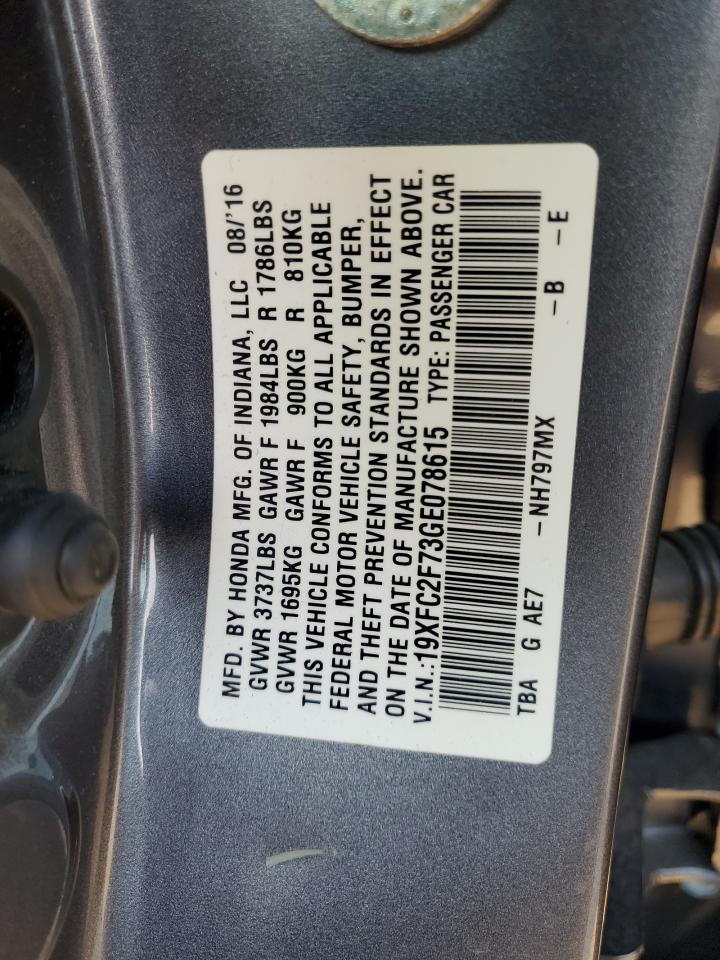 MFD. BY HONDA MFG. OF INDIANA, LLC 08/'16
GVWR 3737LBS GAWR F 1984LBS R 1786LBS
GVWR 1695KG GAWR F 900KG R 810KG
THIS VEHICLE CONFORMS TO ALL APPLICABLE
FEDERAL MOTOR VEHICLE SAFETY, BUMPER,
AND THEFT PREVENTION STANDARDS IN EFFECT
ON THE DATE OF MANUFACTURE SHOWN ABOVE.
V.I.N.:19XFC2F73GE078615 TYPE: PASSENGER CAR
TBA G AE7 -NH797MX -B -E